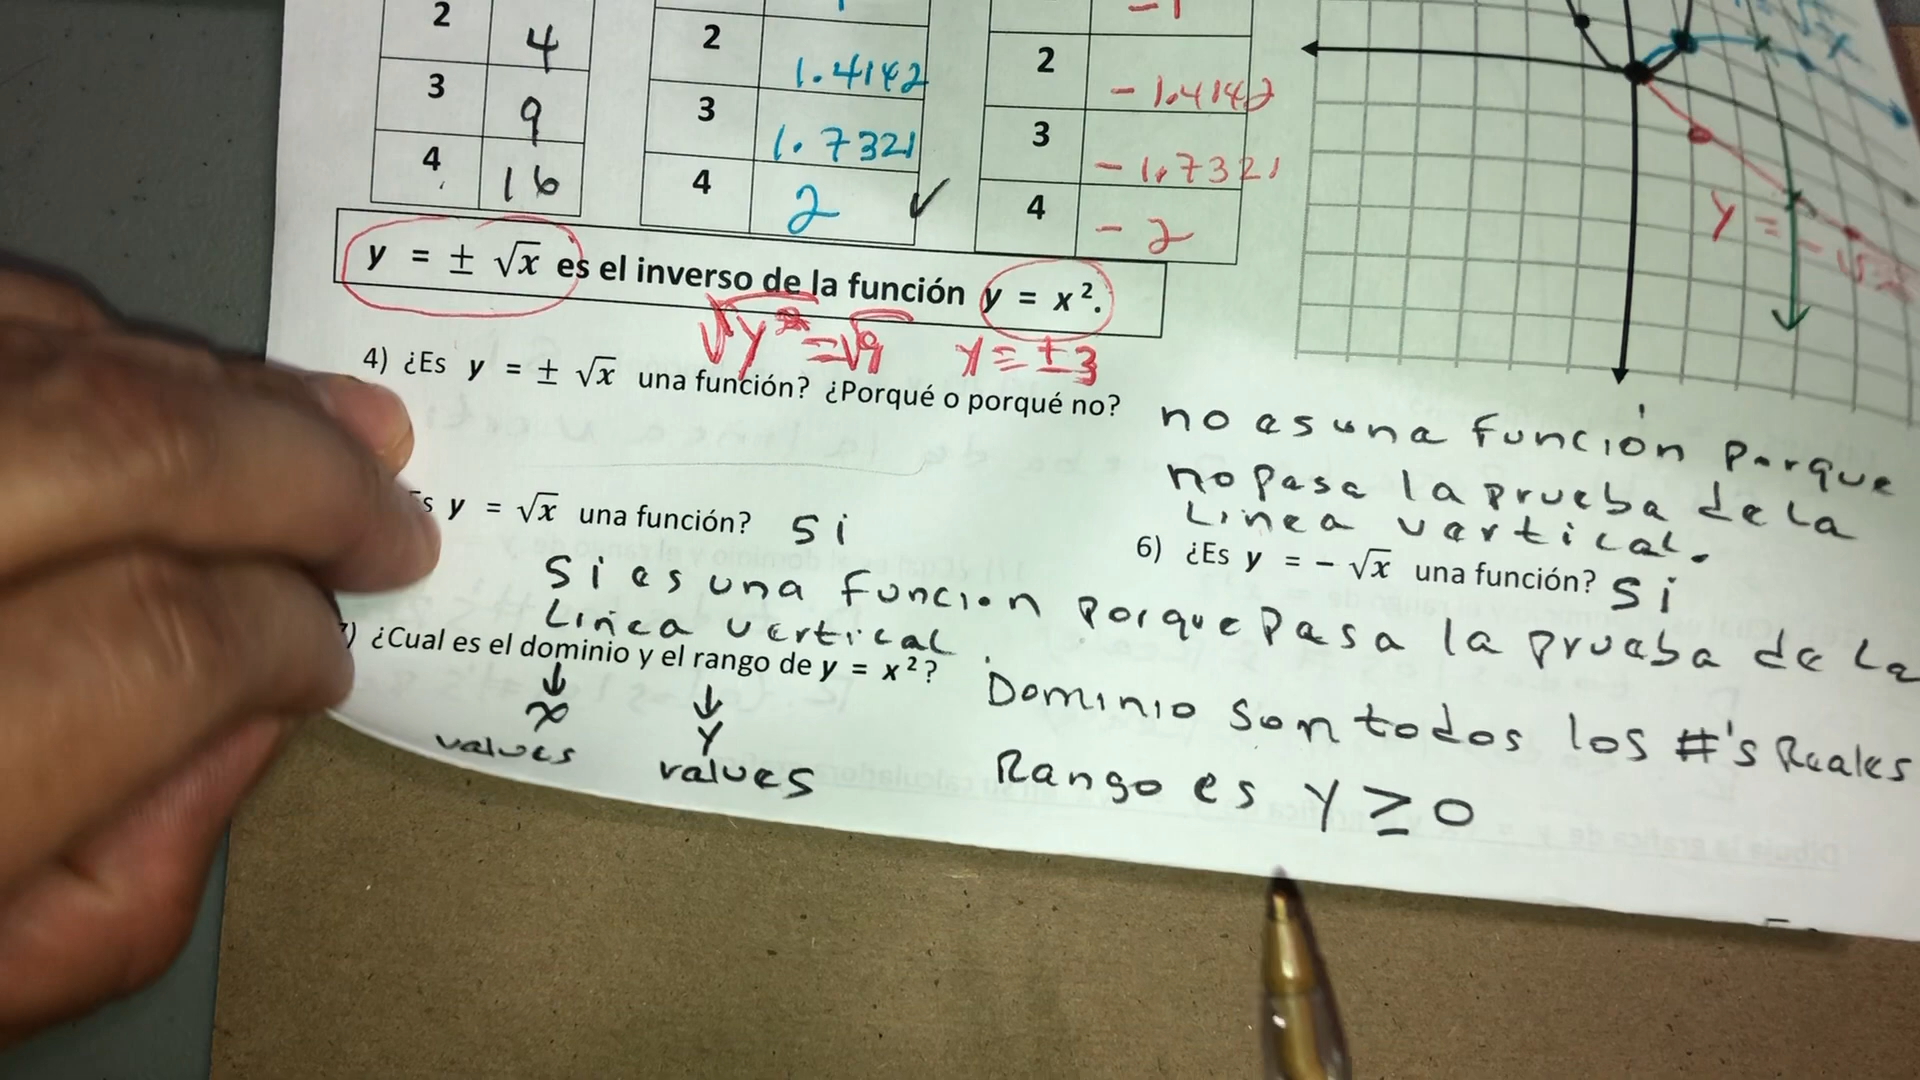 2 4
3 9
4 16
2 1.4142
3 1.7321
4 2 ✓
-1
2 -1.4142
3 -1.7321
4 -2
y = ± √x es el inverso de la función y = x².
√y² = √9 y = ±3
4) ¿Es y = ± √x una función? ¿Porqué o porqué no?
no es una función porque
no pasa la prueba de la
Linea vertical.
Es y = √x una función? Si
6) ¿Es y = - √x una función? Si
Si es una funcion porque pasa la prueba de La
Linea vertical.
7) ¿Cual es el dominio y el rango de y = x²?
↓ ↓
x y
values values
Dominio son todos los #'s Reales
Rango es y ≥ 0
y = -√x